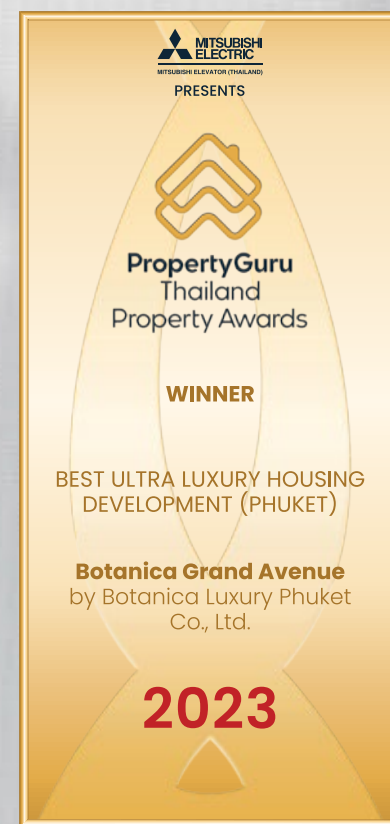 MITSUBISHI
ELECTRIC
MITSUBISHI ELEVATOR (THAILAND)
PRESENTS
PropertyGuru
Thailand
Property Awards
WINNER
BEST ULTRA LUXURY HOUSING
DEVELOPMENT (PHUKET)
Botanica Grand Avenue
by Botanica Luxury Phuket
Co., Ltd.
2023